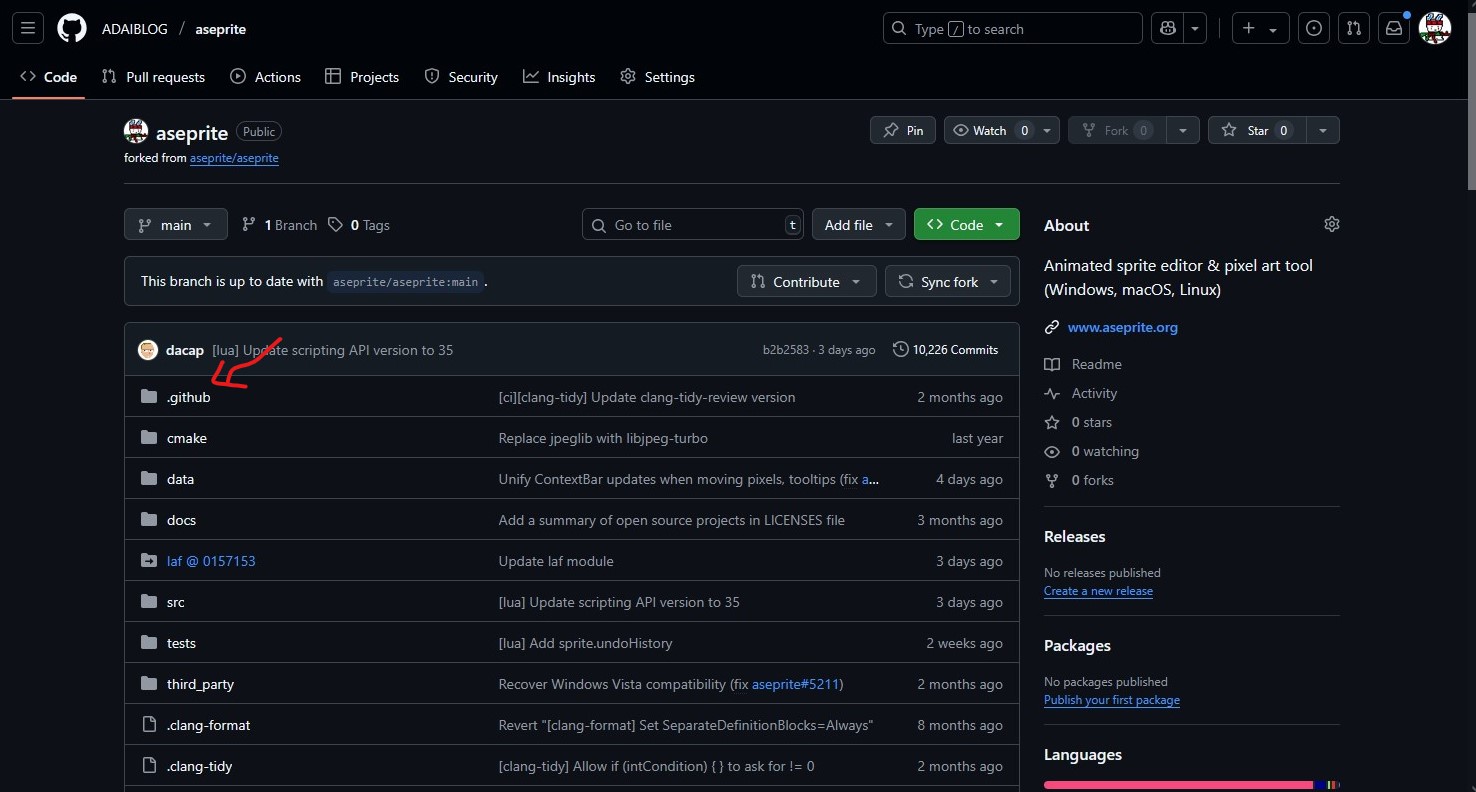 ADAIBLOG / aseprite
Type / to search
Code Pull requests Actions Projects Security Insights Settings
aseprite Public
Pin Watch 0 Fork 0 Star 0
forked from aseprite/aseprite
main 1 Branch 0 Tags
Go to file t Add file Code
This branch is up to date with aseprite/aseprite:main .
Contribute Sync fork
dacap [lua] Update scripting API version to 35 b2b2583 · 3 days ago 10,226 Commits
.github [ci][clang-tidy] Update clang-tidy-review version 2 months ago
cmake Replace jpeglib with libjpeg-turbo last year
data Unify ContextBar updates when moving pixels, tooltips (fix a... 4 days ago
docs Add a summary of open source projects in LICENSES file 3 months ago
laf @ 0157153 Update laf module 3 days ago
src [lua] Update scripting API version to 35 3 days ago
tests [lua] Add sprite.undoHistory 2 weeks ago
third_party Recover Windows Vista compatibility (fix aseprite#5211) 2 months ago
.clang-format Revert "[clang-format] Set SeparateDefinitionBlocks=Always" 8 months ago
.clang-tidy [clang-tidy] Allow if (intCondition) { } to ask for != 0 2 months ago
About
Animated sprite editor & pixel art tool
(Windows, macOS, Linux)
www.aseprite.org
Readme
Activity
0 stars
0 watching
0 forks
Releases
No releases published
Create a new release
Packages
No packages published
Publish your first package
Languages